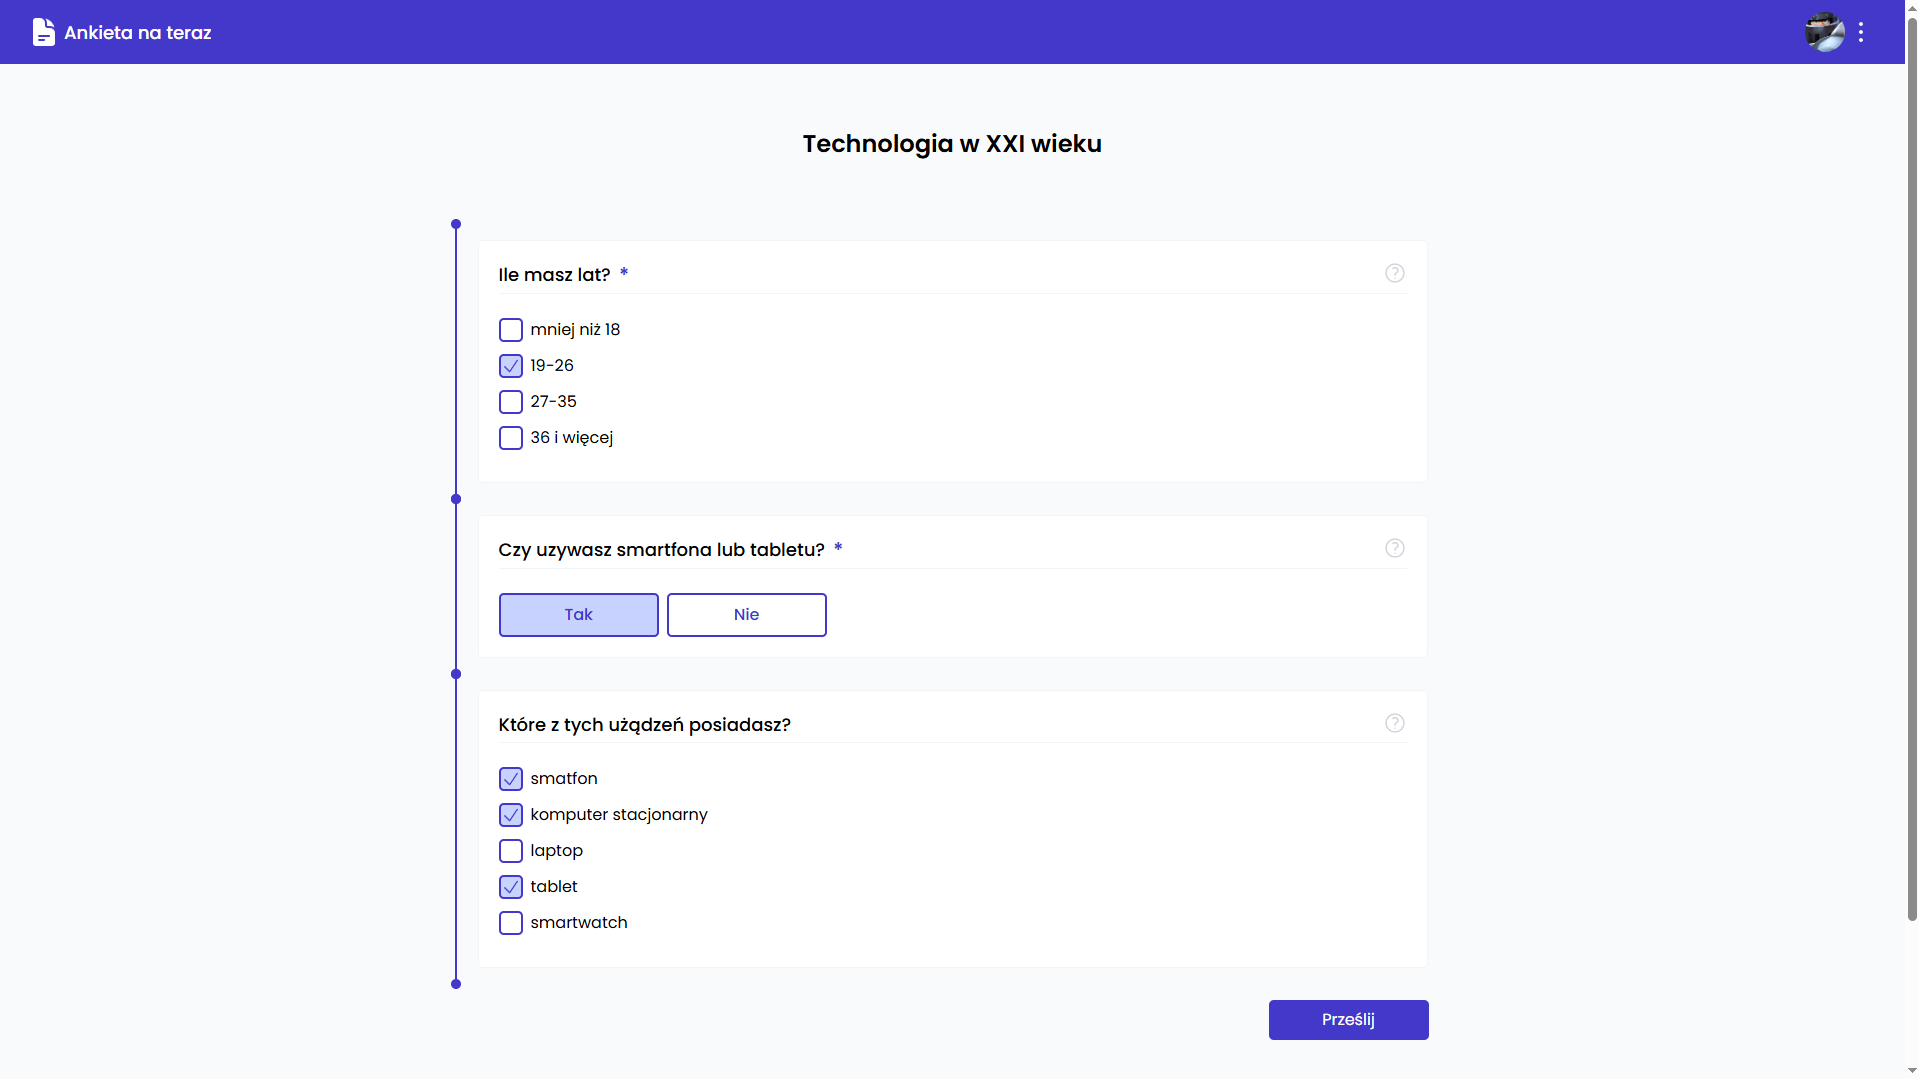 Ankieta na teraz
Technologia w XXI wieku
Ile masz lat? *
mniej niż 18
19-26
27-35
36 i więcej
Czy uzywasz smartfona lub tabletu? *
Tak
Nie
Które z tych użądzeń posiadasz?
smatfon
komputer stacjonarny
laptop
tablet
smartwatch
Prześlij